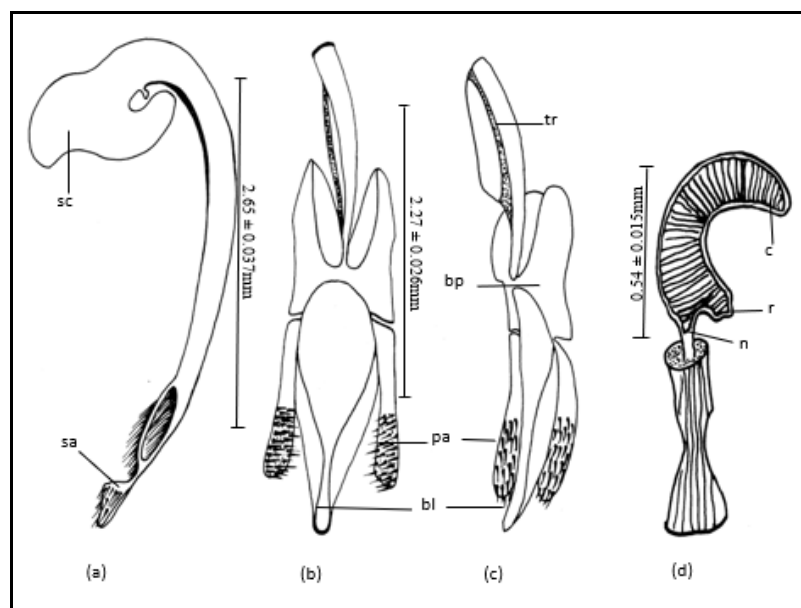 sc
2.65 ± 0.037mm
sa
(a)
2.27 ± 0.026mm
(b)
tr
bp
pa
bl
(c)
0.54 ± 0.015mm
c
r
n
(d)